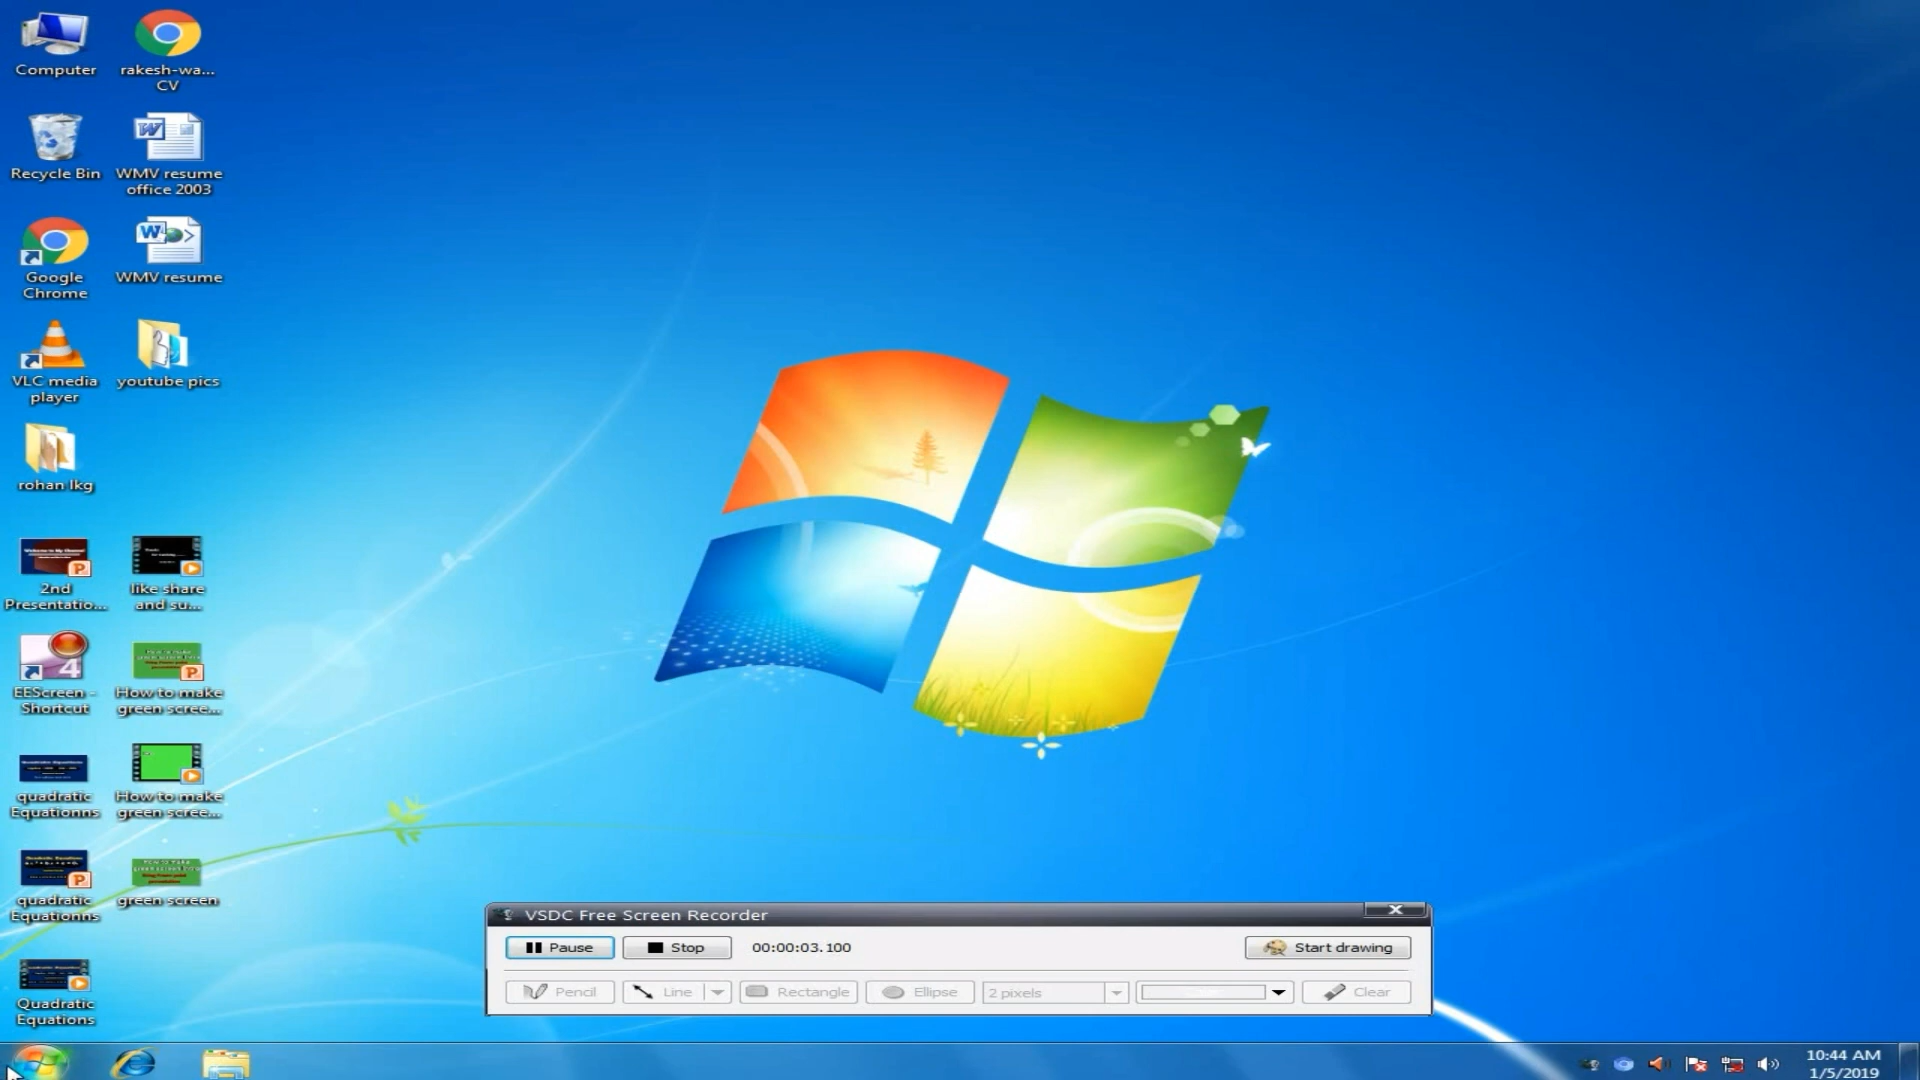 Computer
rakesh-wa...
CV
Recycle Bin
WMV resume
office 2003
Google
Chrome
WMV resume
VLC media
player
youtube pics
rohan lkg
2nd
Presentatio...
like share
and su...
EEScreen -
Shortcut
How to make
green scree...
quadratic
Equationns
How to make
green scree...
quadratic
Equationns
green screen
Quadratic
Equations
VSDC Free Screen Recorder
Pause
Stop
00:00:03.100
Start drawing
Pencil
Line
Rectangle
Ellipse
2 pixels
Clear
10:44 AM
1/5/2019